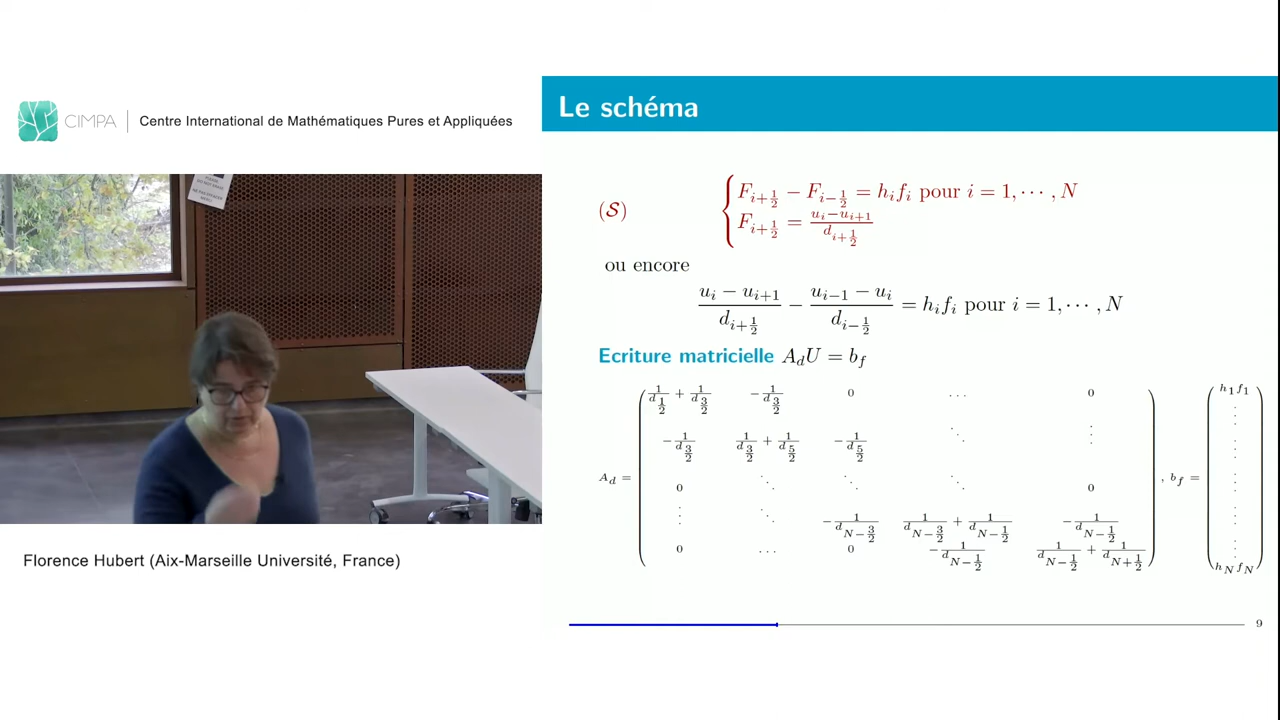 CIMPA | Centre International de Mathématiques Pures et Appliquées
Florence Hubert (Aix-Marseille Université, France)
Le schéma
(𝒮) { F_{i+1/2} − F_{i−1/2} = h_i f_i pour i = 1, ⋯ , N
F_{i+1/2} = (u_i − u_{i+1}) / d_{i+1/2}
ou encore
(u_i − u_{i+1}) / d_{i+1/2} − (u_{i−1} − u_i) / d_{i−1/2} = h_i f_i pour i = 1, ⋯ , N
Ecriture matricielle A_d U = b_f
A_d = ( 1/d_{1/2} + 1/d_{3/2} −1/d_{3/2} 0 … 0
−1/d_{3/2} 1/d_{3/2} + 1/d_{5/2} −1/d_{5/2} ⋱ ⋮
0 ⋱ ⋱ ⋱ 0
⋮ ⋱ −1/d_{N−3/2} 1/d_{N−3/2} + 1/d_{N−1/2} −1/d_{N−1/2}
0 … 0 −1/d_{N−1/2} 1/d_{N−1/2} + 1/d_{N+1/2} )
, b_f = ( h_1 f_1
⋮
h_N f_N )
9